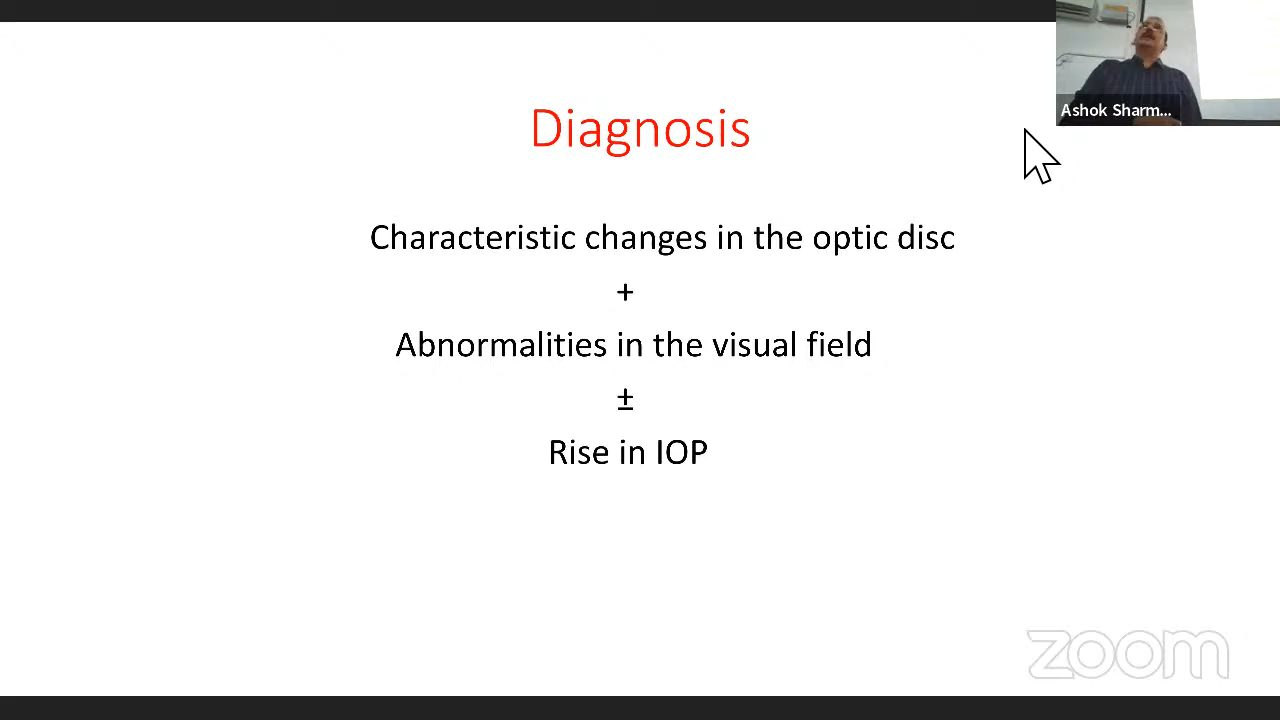 Ashok Sharm...
Diagnosis
Characteristic changes in the optic disc
+
Abnormalities in the visual field
±
Rise in IOP
zoom